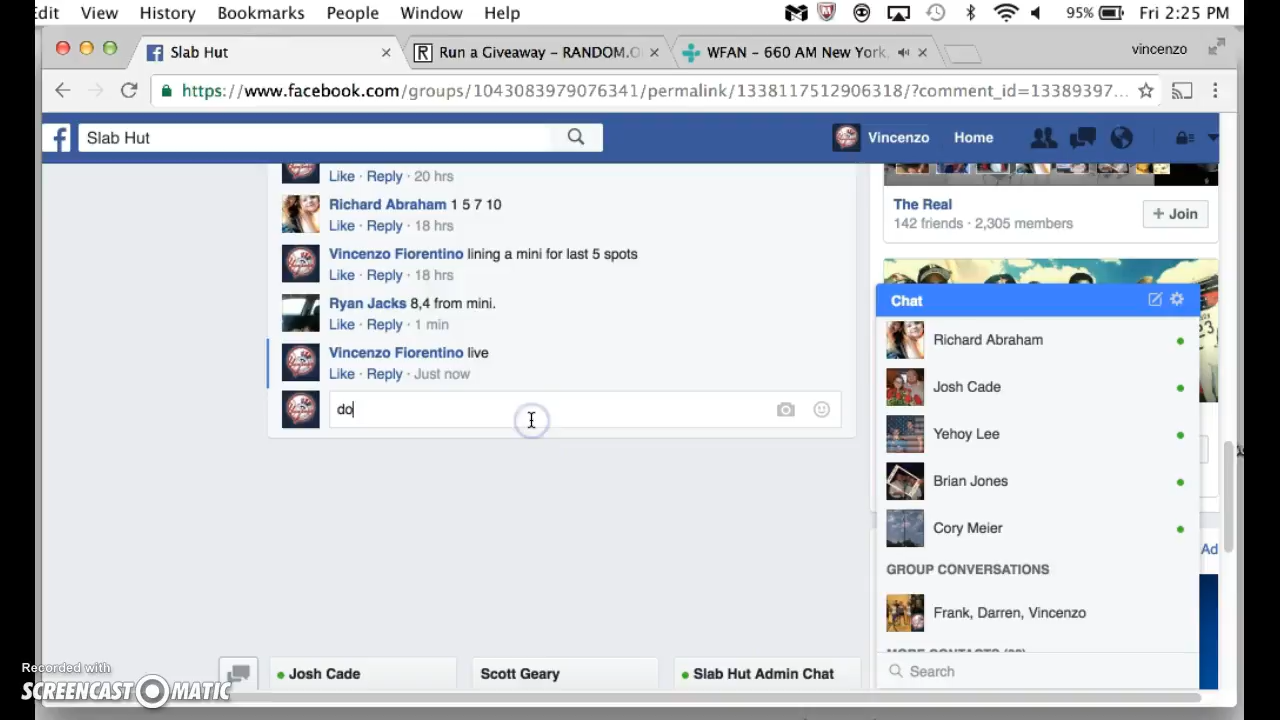 Edit View History Bookmarks People Window Help 95% Fri 2:25 PM
Slab Hut Run a Giveaway – RANDOM.O WFAN – 660 AM New York, vincenzo
https://www.facebook.com/groups/1043083979076341/permalink/1338117512906318/?comment_id=13389397...
f Slab Hut Vincenzo Home
Like · Reply · 20 hrs
Richard Abraham 1 5 7 10
Like · Reply · 18 hrs
Vincenzo Fiorentino lining a mini for last 5 spots
Like · Reply · 18 hrs
Ryan Jacks 8,4 from mini.
Like · Reply · 1 min
Vincenzo Fiorentino live
Like · Reply · Just now
do
The Real
142 friends · 2,305 members
+ Join
Chat
Richard Abraham
Josh Cade
Yehoy Lee
Brian Jones
Cory Meier
GROUP CONVERSATIONS
Frank, Darren, Vincenzo
Search
Ad
Josh Cade Scott Geary Slab Hut Admin Chat
Recorded with
SCREENCAST MATIC